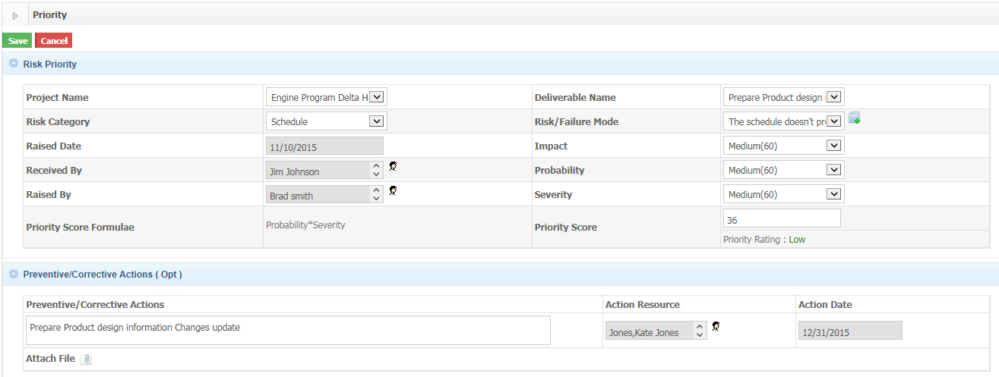 Priority
Save Cancel
Risk Priority
Project Name Engine Program Delta H Deliverable Name Prepare Product design i
Risk Category Schedule Risk/Failure Mode The schedule doesn't pr
Raised Date 11/10/2015 Impact Medium(60)
Received By Jim Johnson Probability Medium(60)
Raised By Brad smith Severity Medium(60)
Priority Score Formulae Probability*Severity Priority Score 36
Priority Rating : Low
Preventive/Corrective Actions ( Opt )
Preventive/Corrective Actions Action Resource Action Date
Prepare Product design information Changes update Jones,Kate Jones 12/31/2015
Attach File